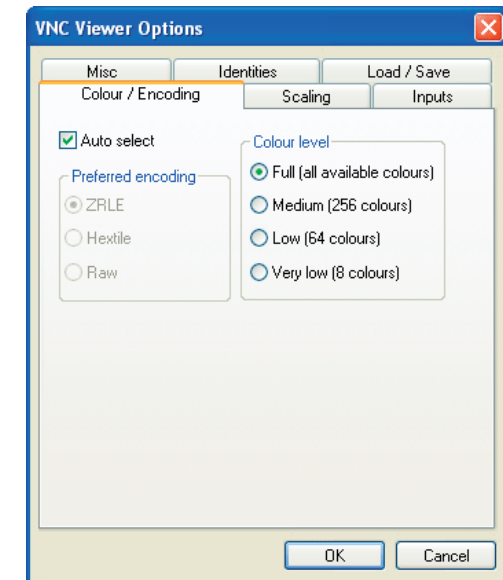 VNC Viewer Options
Misc
Identities
Load / Save
Colour / Encoding
Scaling
Inputs
Auto select
Preferred encoding
ZRLE
Hextile
Raw
Colour level
Full (all available colours)
Medium (256 colours)
Low (64 colours)
Very low (8 colours)
OK
Cancel